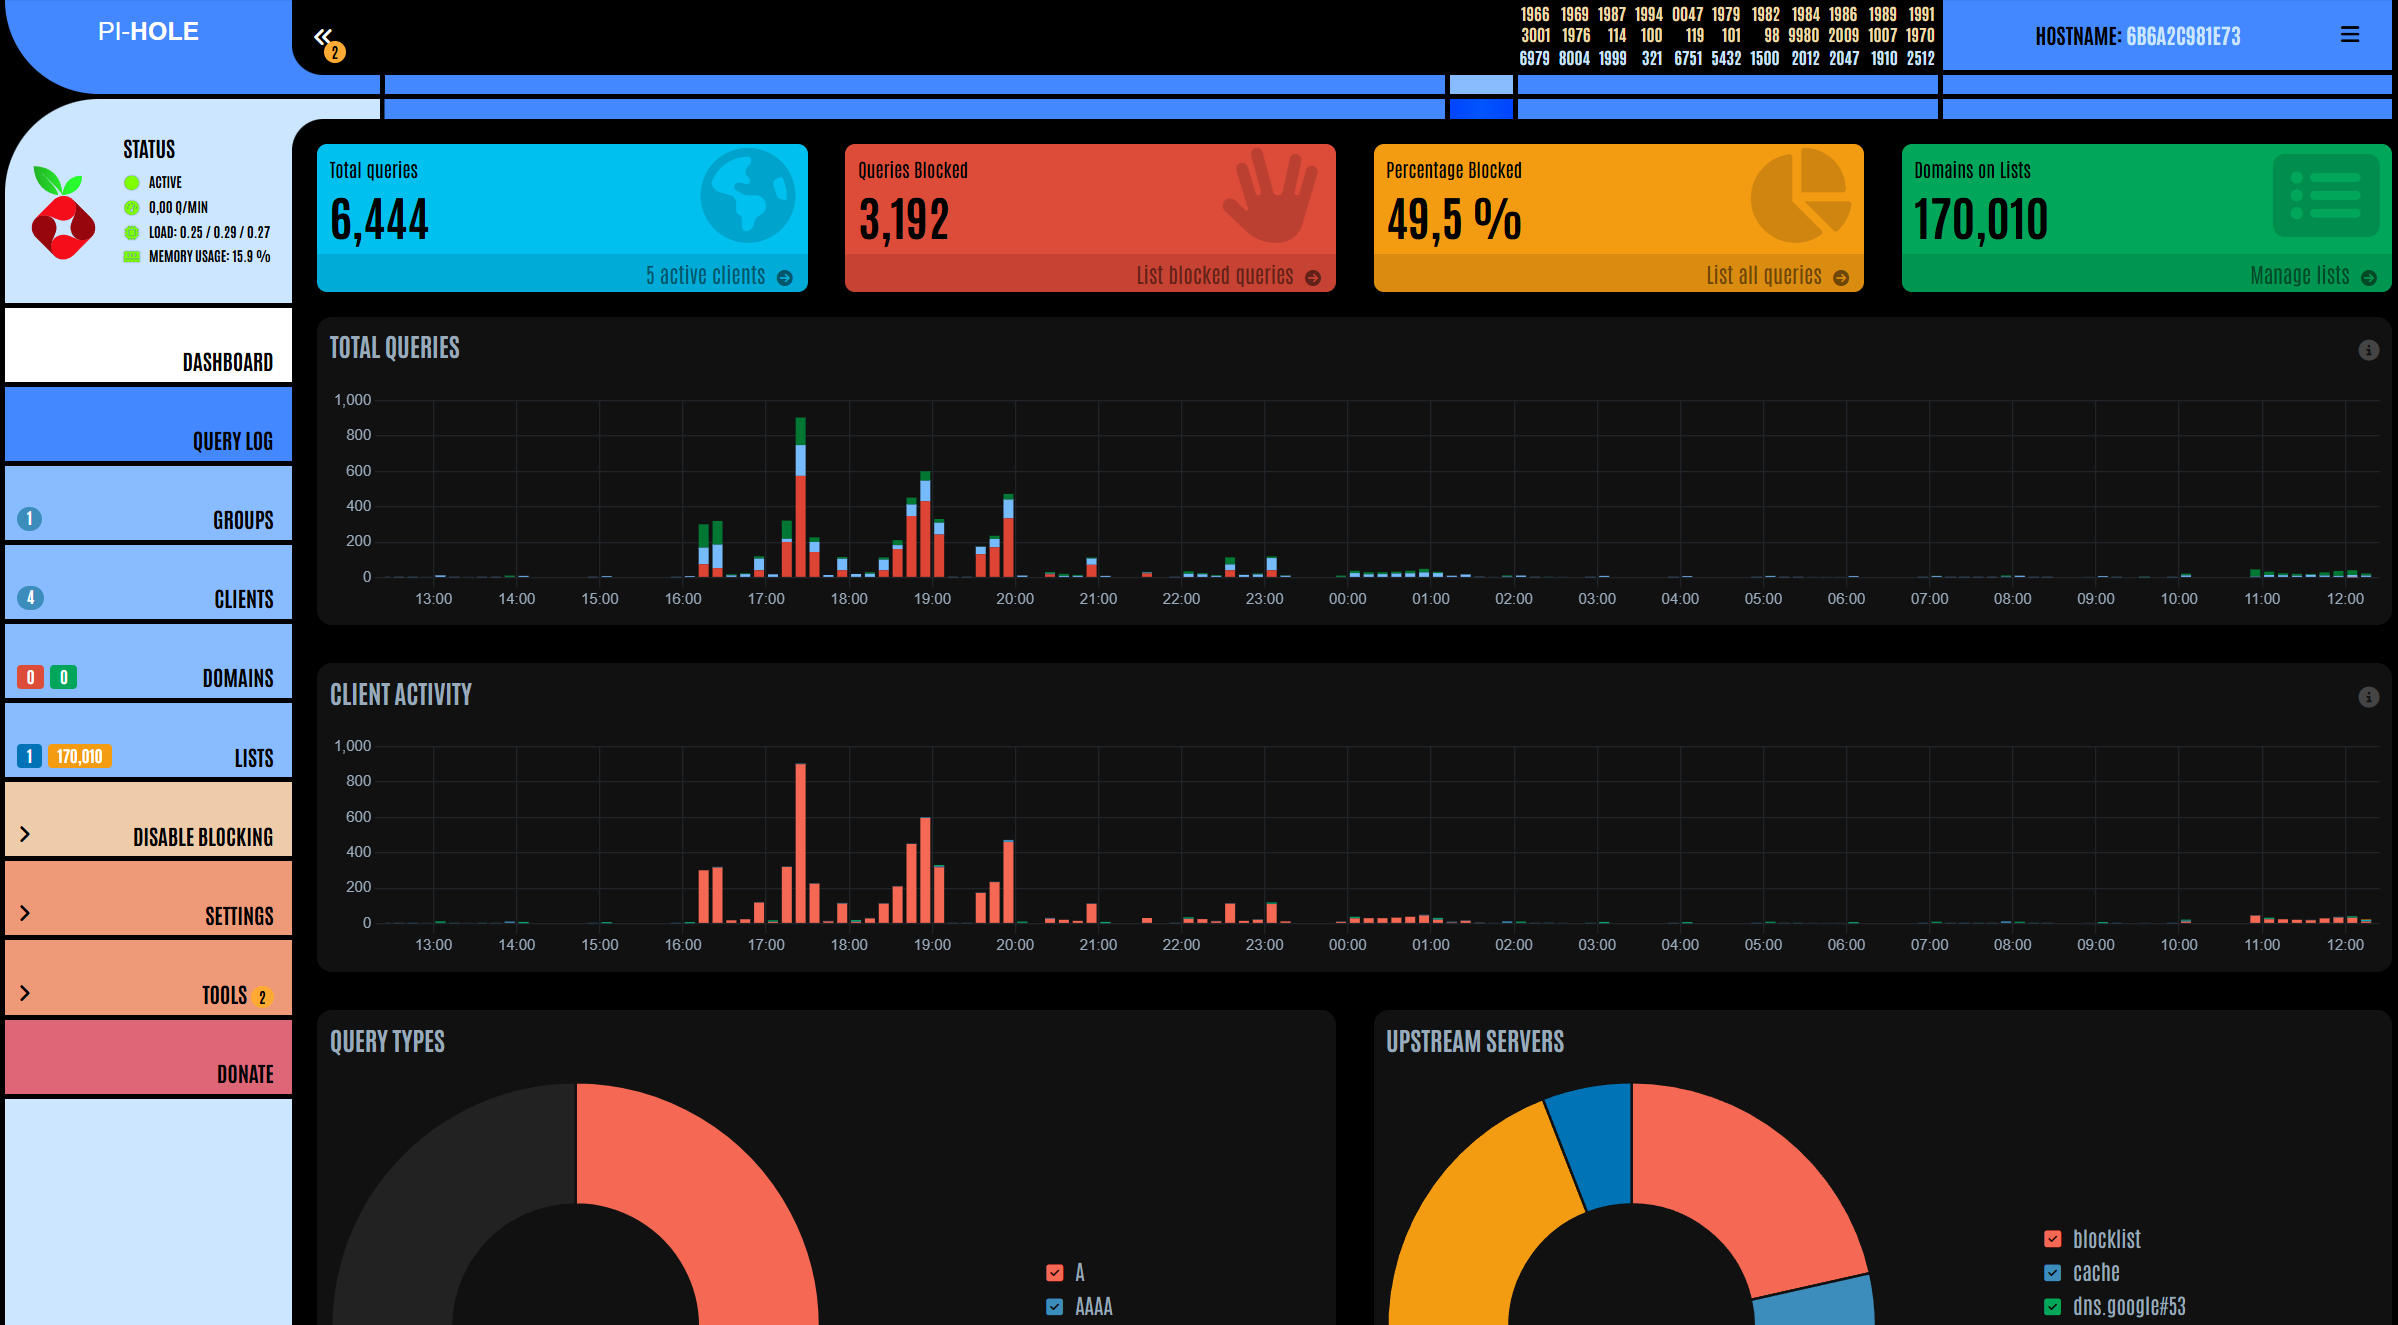 PI-HOLE
2
1966 1969 1987 1994 0047 1979 1982 1984 1986 1989 1991
3001 1976 114 100 119 101 98 9980 2009 1007 1970
6979 8004 1999 321 6751 5432 1500 2012 2047 1910 2512
HOSTNAME: 6B6A2C981E73
STATUS
ACTIVE
0,00 Q/MIN
LOAD: 0.25 / 0.29 / 0.27
MEMORY USAGE: 15.9 %
DASHBOARD
QUERY LOG
1 GROUPS
4 CLIENTS
0 0 DOMAINS
1 170,010 LISTS
DISABLE BLOCKING
SETTINGS
TOOLS 2
DONATE
Total queries
6,444
5 active clients
Queries Blocked
3,192
List blocked queries
Percentage Blocked
49,5 %
List all queries
Domains on Lists
170,010
Manage lists
TOTAL QUERIES
1,000
800
600
400
200
0
13:00 14:00 15:00 16:00 17:00 18:00 19:00 20:00 21:00 22:00 23:00 00:00 01:00 02:00 03:00 04:00 05:00 06:00 07:00 08:00 09:00 10:00 11:00 12:00
CLIENT ACTIVITY
1,000
800
600
400
200
0
13:00 14:00 15:00 16:00 17:00 18:00 19:00 20:00 21:00 22:00 23:00 00:00 01:00 02:00 03:00 04:00 05:00 06:00 07:00 08:00 09:00 10:00 11:00 12:00
QUERY TYPES
A
AAAA
UPSTREAM SERVERS
blocklist
cache
dns.google#53